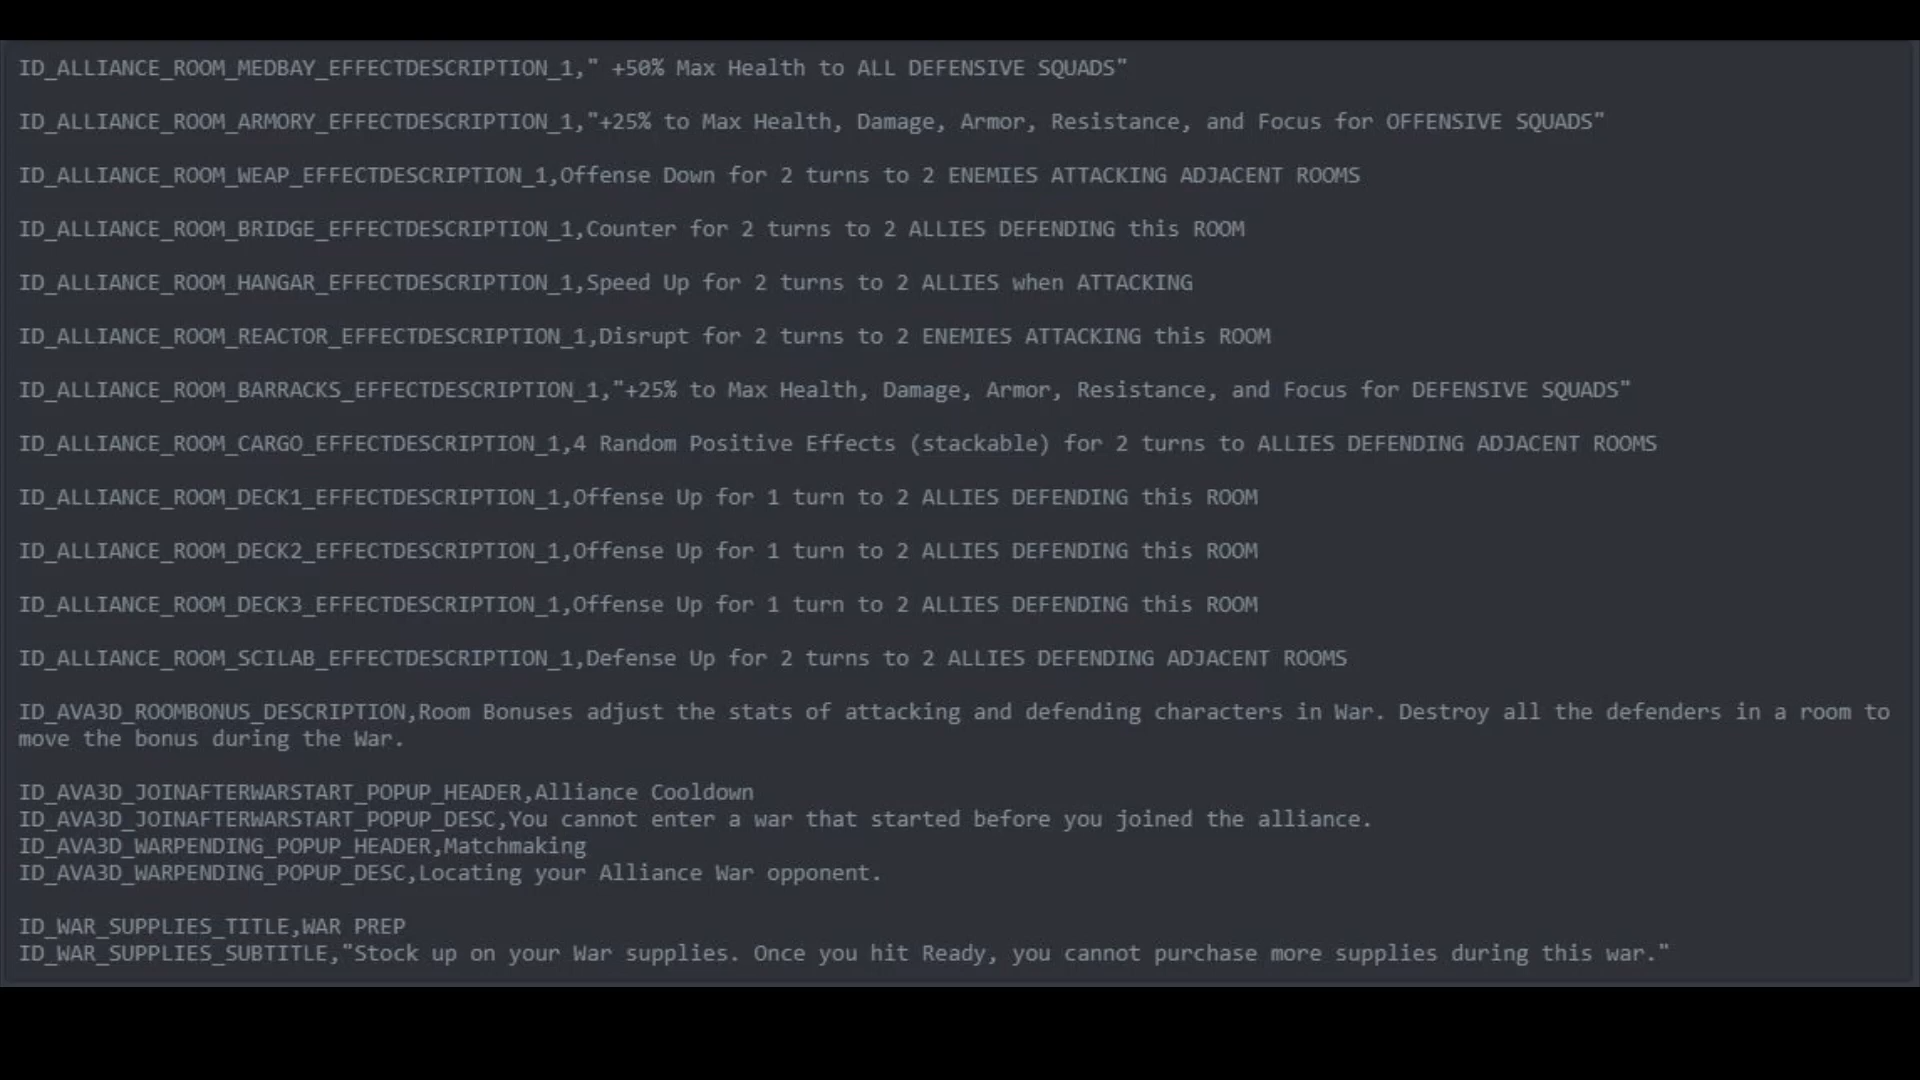 ID_ALLIANCE_ROOM_MEDBAY_EFFECTDESCRIPTION_1," +50% Max Health to ALL DEFENSIVE SQUADS"
ID_ALLIANCE_ROOM_ARMORY_EFFECTDESCRIPTION_1,"+25% to Max Health, Damage, Armor, Resistance, and Focus for OFFENSIVE SQUADS"
ID_ALLIANCE_ROOM_WEAP_EFFECTDESCRIPTION_1,Offense Down for 2 turns to 2 ENEMIES ATTACKING ADJACENT ROOMS
ID_ALLIANCE_ROOM_BRIDGE_EFFECTDESCRIPTION_1,Counter for 2 turns to 2 ALLIES DEFENDING this ROOM
ID_ALLIANCE_ROOM_HANGAR_EFFECTDESCRIPTION_1,Speed Up for 2 turns to 2 ALLIES when ATTACKING
ID_ALLIANCE_ROOM_REACTOR_EFFECTDESCRIPTION_1,Disrupt for 2 turns to 2 ENEMIES ATTACKING this ROOM
ID_ALLIANCE_ROOM_BARRACKS_EFFECTDESCRIPTION_1,"+25% to Max Health, Damage, Armor, Resistance, and Focus for DEFENSIVE SQUADS"
ID_ALLIANCE_ROOM_CARGO_EFFECTDESCRIPTION_1,4 Random Positive Effects (stackable) for 2 turns to ALLIES DEFENDING ADJACENT ROOMS
ID_ALLIANCE_ROOM_DECK1_EFFECTDESCRIPTION_1,Offense Up for 1 turn to 2 ALLIES DEFENDING this ROOM
ID_ALLIANCE_ROOM_DECK2_EFFECTDESCRIPTION_1,Offense Up for 1 turn to 2 ALLIES DEFENDING this ROOM
ID_ALLIANCE_ROOM_DECK3_EFFECTDESCRIPTION_1,Offense Up for 1 turn to 2 ALLIES DEFENDING this ROOM
ID_ALLIANCE_ROOM_SCILAB_EFFECTDESCRIPTION_1,Defense Up for 2 turns to 2 ALLIES DEFENDING ADJACENT ROOMS
ID_AVA3D_ROOMBONUS_DESCRIPTION,Room Bonuses adjust the stats of attacking and defending characters in War. Destroy all the defenders in a room to
move the bonus during the War.
ID_AVA3D_JOINAFTERWARSTART_POPUP_HEADER,Alliance Cooldown
ID_AVA3D_JOINAFTERWARSTART_POPUP_DESC,You cannot enter a war that started before you joined the alliance.
ID_AVA3D_WARPENDING_POPUP_HEADER,Matchmaking
ID_AVA3D_WARPENDING_POPUP_DESC,Locating your Alliance War opponent.
ID_WAR_SUPPLIES_TITLE,WAR PREP
ID_WAR_SUPPLIES_SUBTITLE,"Stock up on your War supplies. Once you hit Ready, you cannot purchase more supplies during this war."